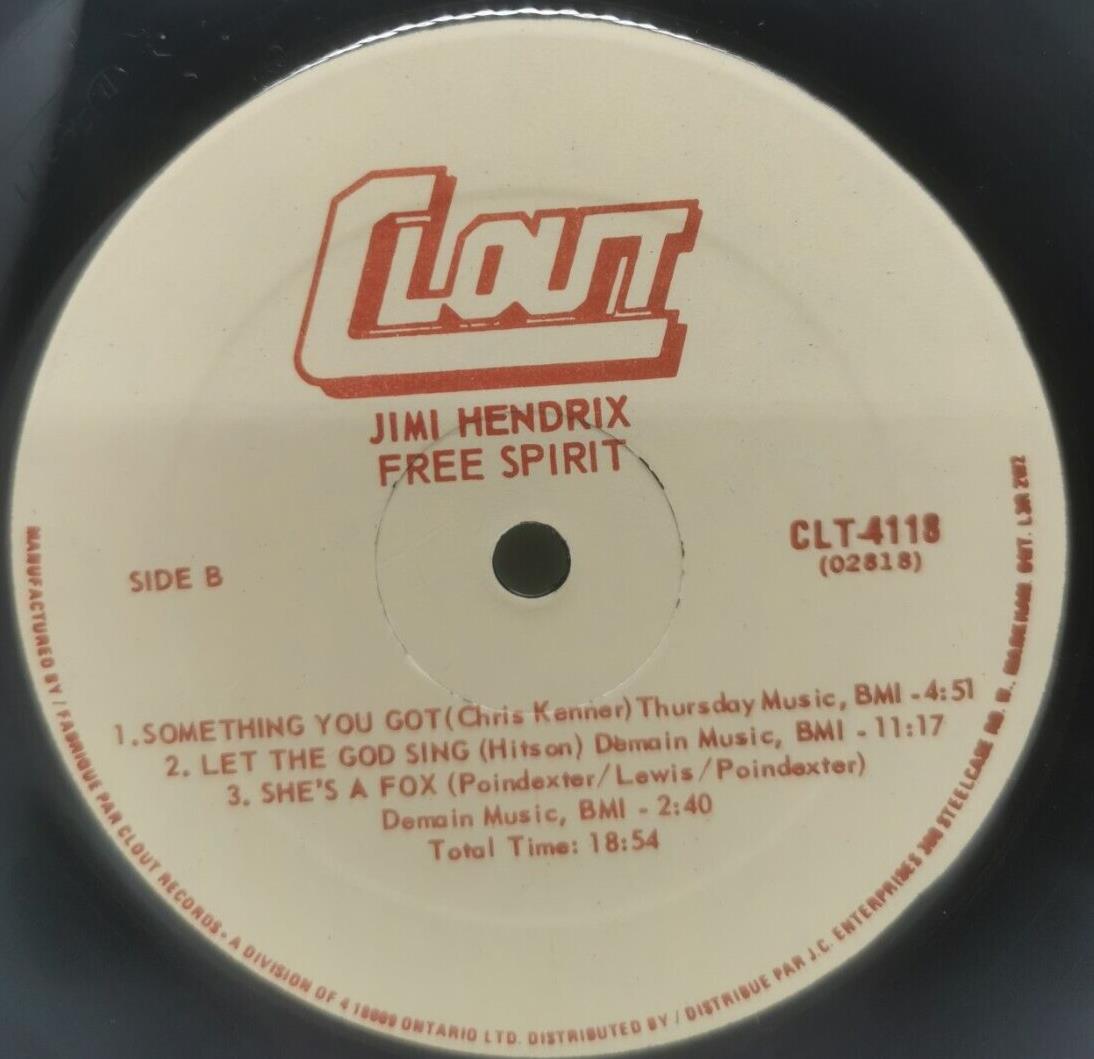 CLOUT
JIMI HENDRIX
FREE SPIRIT
SIDE B
CLT-4118
(02818)
1.SOMETHING YOU GOT(Chris Kenner) Thursday Music, BMI - 4:51
2. LET THE GOD SING (Hitson) Demain Music, BMI - 11:17
3. SHE'S A FOX (Poindexter/Lewis/Poindexter)
Demain Music, BMI - 2:40
Total Time: 18:54
MANUFACTURED BY / FABRIQUE PAR CLOUT RECORDS • A DIVISION OF ONTARIO LTD. DISTRIBUTED BY / DISTRIBUE PAR J.C. ENTERPRISES STEELCASE RD. ONT.